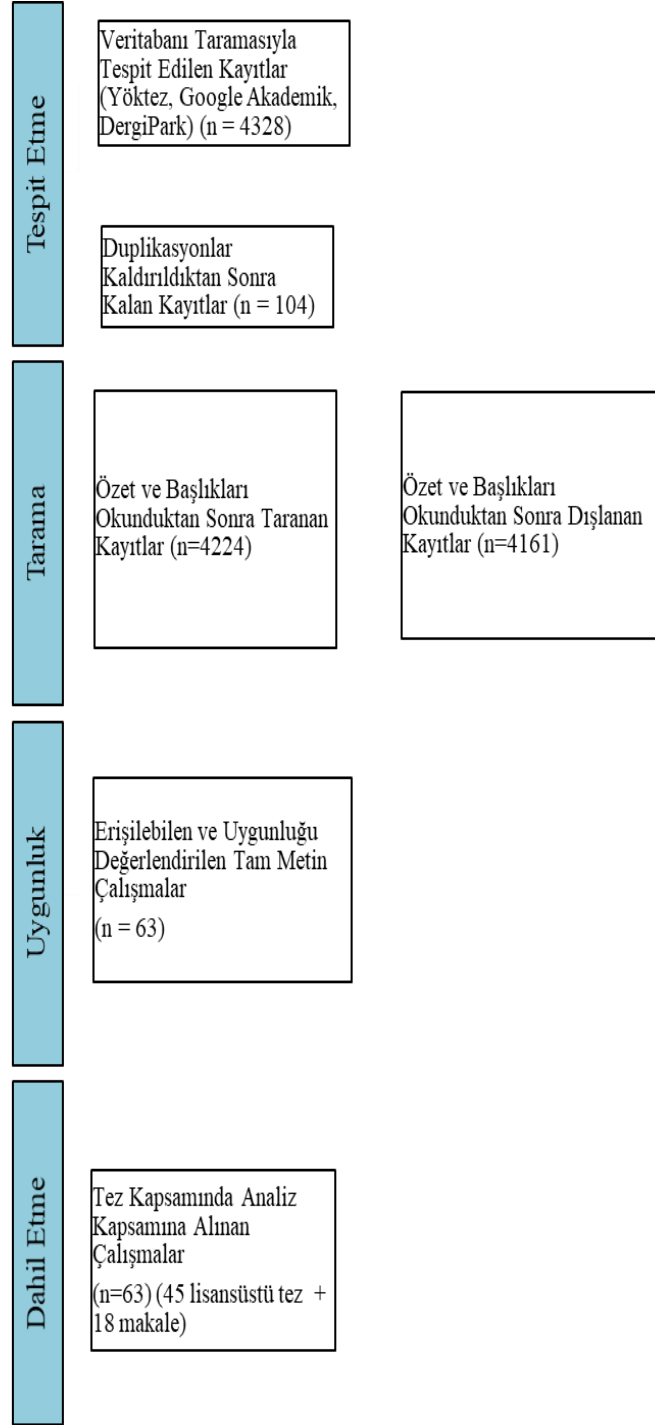 Tespit Etme
Veritabanı Taramasıyla
Tespit Edilen Kayıtlar
(Yöktez, Google Akademik,
DergiPark) (n = 4328)
Duplikasyonlar
Kaldırıldıktan Sonra
Kalan Kayıtlar (n = 104)
Tarama
Özet ve Başlıkları
Okunduktan Sonra Taranan
Kayıtlar (n=4224)
Özet ve Başlıkları
Okunduktan Sonra Dışlanan
Kayıtlar (n=4161)
Uygunluk
Erişilebilen ve Uygunluğu
Değerlendirilen Tam Metin
Çalışmalar
(n = 63)
Dahil Etme
Tez Kapsamında Analiz
Kapsamına Alınan
Çalışmalar
(n=63) (45 lisansüstü tez +
18 makale)